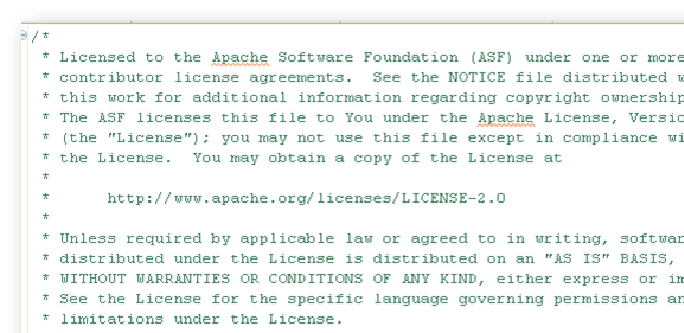 /*
* Licensed to the Apache Software Foundation (ASF) under one or more
* contributor license agreements.  See the NOTICE file distributed w
* this work for additional information regarding copyright ownership
* The ASF licenses this file to You under the Apache License, Versio
* (the "License"); you may not use this file except in compliance wi
* the License.  You may obtain a copy of the License at
*
*      http://www.apache.org/licenses/LICENSE-2.0
*
* Unless required by applicable law or agreed to in writing, softwar
* distributed under the License is distributed on an "AS IS" BASIS,
* WITHOUT WARRANTIES OR CONDITIONS OF ANY KIND, either express or im
* See the License for the specific language governing permissions an
* limitations under the License.